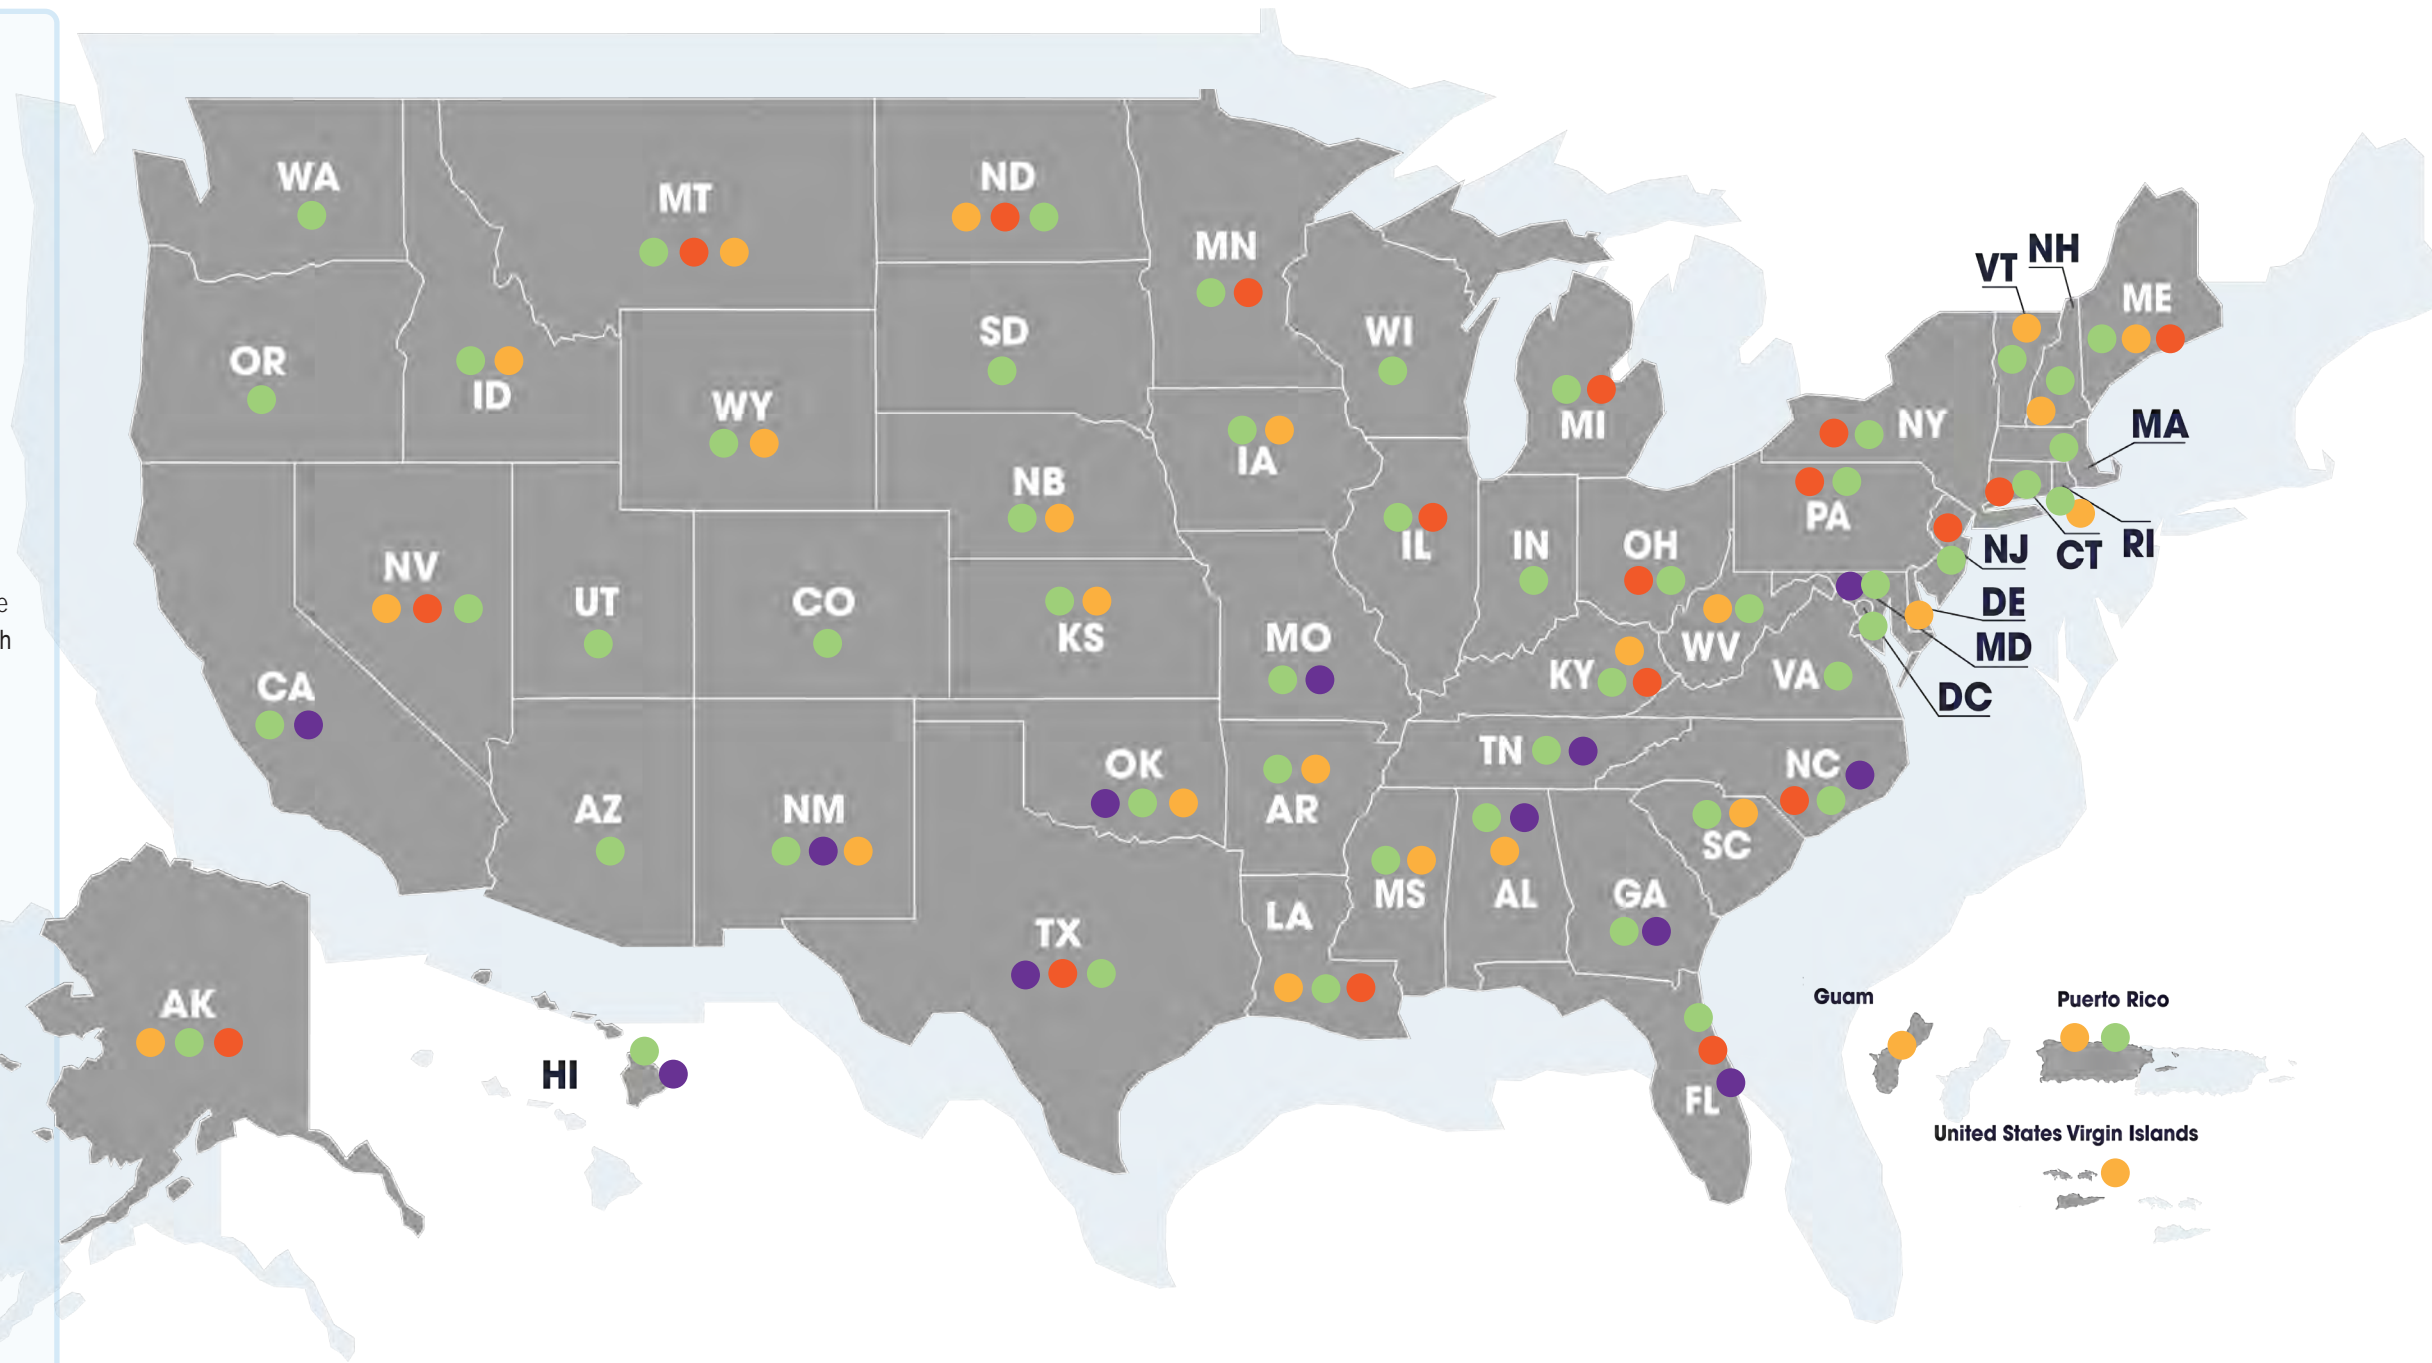 WA
MT
ND
MN
VT
NH
ME
OR
ID
WY
SD
WI
MI
NY
MA
IA
NB
PA
IL
IN
OH
NJ
CT
RI
NV
UT
CO
KS
MO
KY
WV
VA
DE
MD
DC
e
h
CA
AZ
NM
OK
AR
TN
NC
SC
MS
AL
GA
LA
TX
AK
HI
FL
Guam
Puerto Rico
United States Virgin Islands